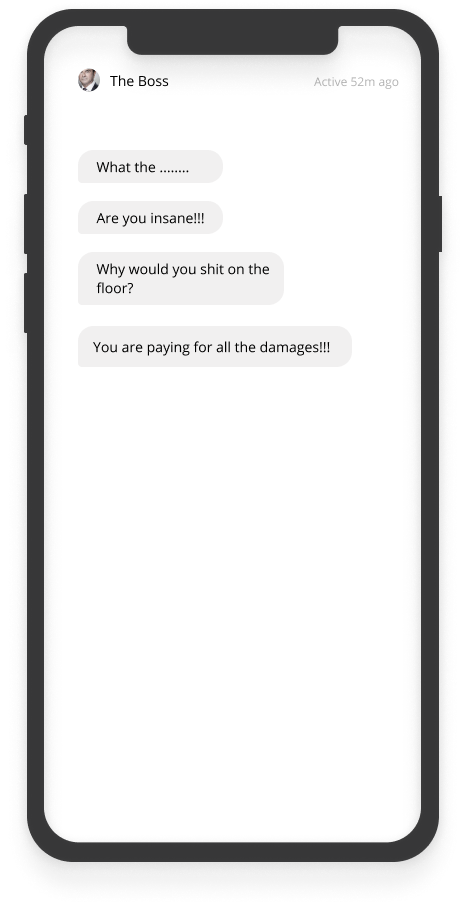 The Boss
Active 52m ago
What the ........
Are you insane!!!
Why would you shit on the
floor?
You are paying for all the damages!!!